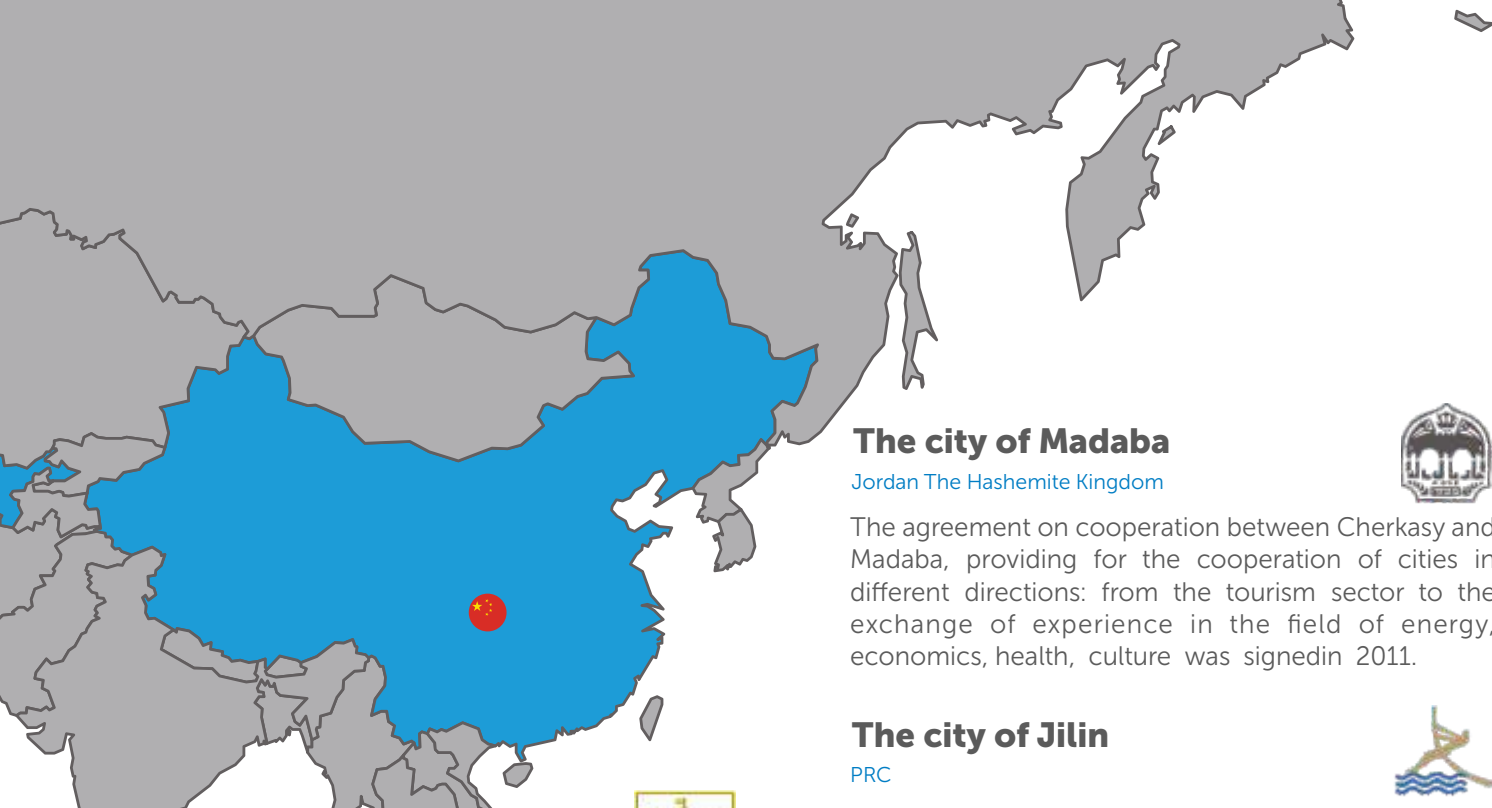 The city of Madaba
Jordan The Hashemite Kingdom
The agreement on cooperation between Cherkasy and
Madaba, providing for the cooperation of cities in
different directions: from the tourism sector to the
exchange of experience in the field of energy,
economics, health, culture was signedin 2011.
The city of Jilin
PRC